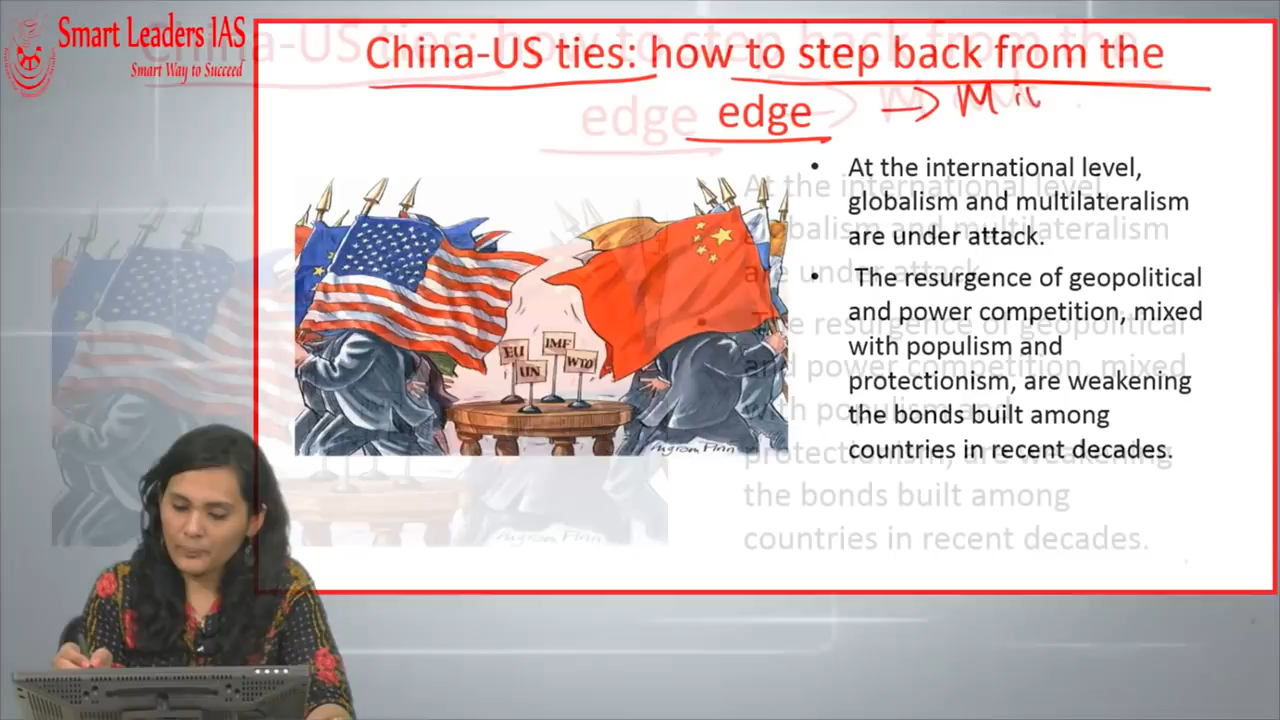 Smart Leaders IAS
Smart Way to Succeed
China-US ties: how to step back from the
edge
• At the international level,
globalism and multilateralism
are under attack.
• The resurgence of geopolitical
and power competition, mixed
with populism and
protectionism, are weakening
the bonds built among
countries in recent decades.
EU
IMF
UN
WTO
Ingram Pinn